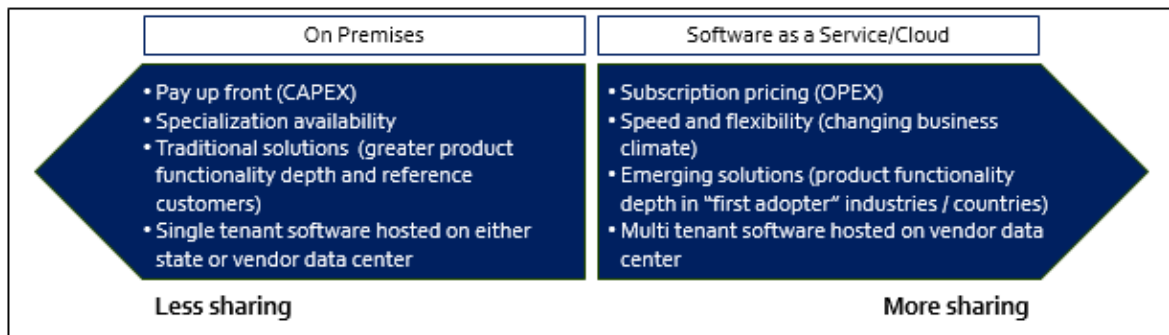 On Premises
• Pay up front (CAPEX)
• Specialization availability
• Traditional solutions (greater product
functionality depth and reference
customers)
• Single tenant software hosted on either
state or vendor data center
Less sharing
Software as a Service/Cloud
• Subscription pricing (OPEX)
• Speed and flexibility (changing business
climate)
• Emerging solutions (product functionality
depth in “first adopter” industries / countries)
• Multi tenant software hosted on vendor data
center
More sharing